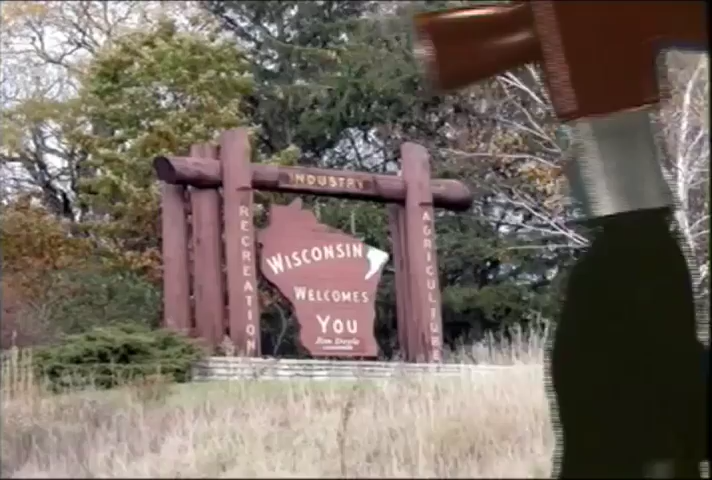 INDUSTRY
RECREATION
AGRICULTURE
WISCONSIN
WELCOMES
YOU
Jim Doyle